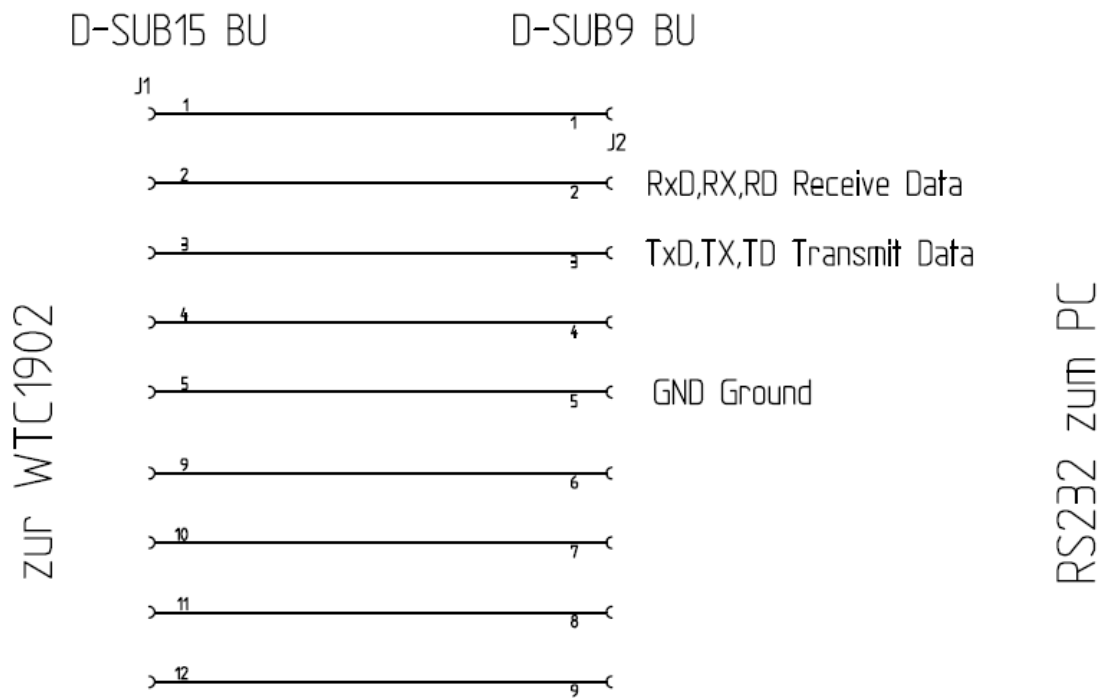 D-SUB15 BU
D-SUB9 BU
J1
1
1
J2
2
2
RxD,RX,RD Receive Data
3
3
TxD,TX,TD Transmit Data
4
4
5
5
GND Ground
9
6
10
7
11
8
12
9
zur WTC1902
RS232 zum PC